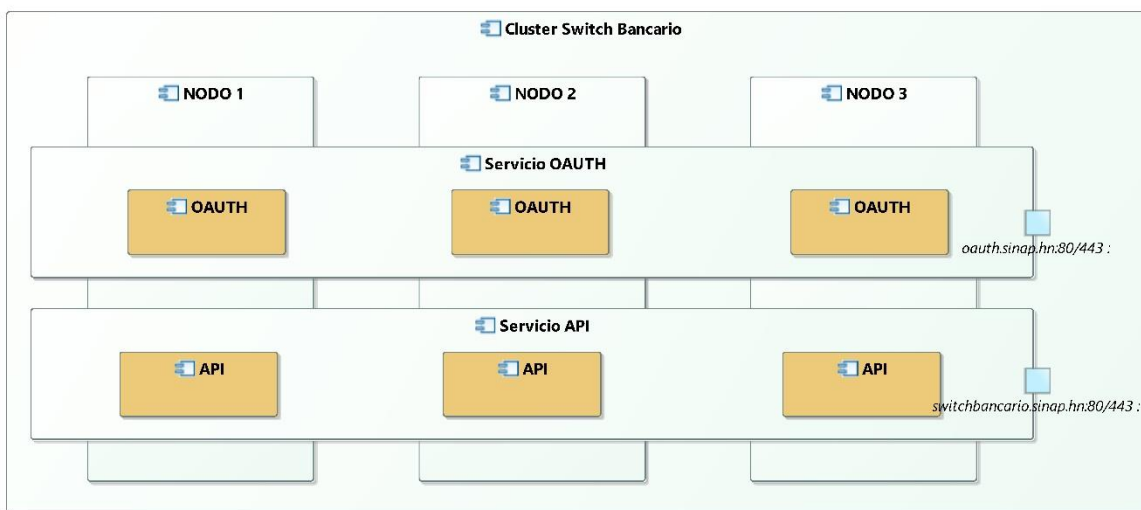 Cluster Switch Bancario
NODO 1
NODO 2
NODO 3
Servicio OAUTH
OAUTH
OAUTH
OAUTH
oauth.sinap.hn:80/443 :
Servicio API
API
API
API
switchbancario.sinap.hn:80/443 :